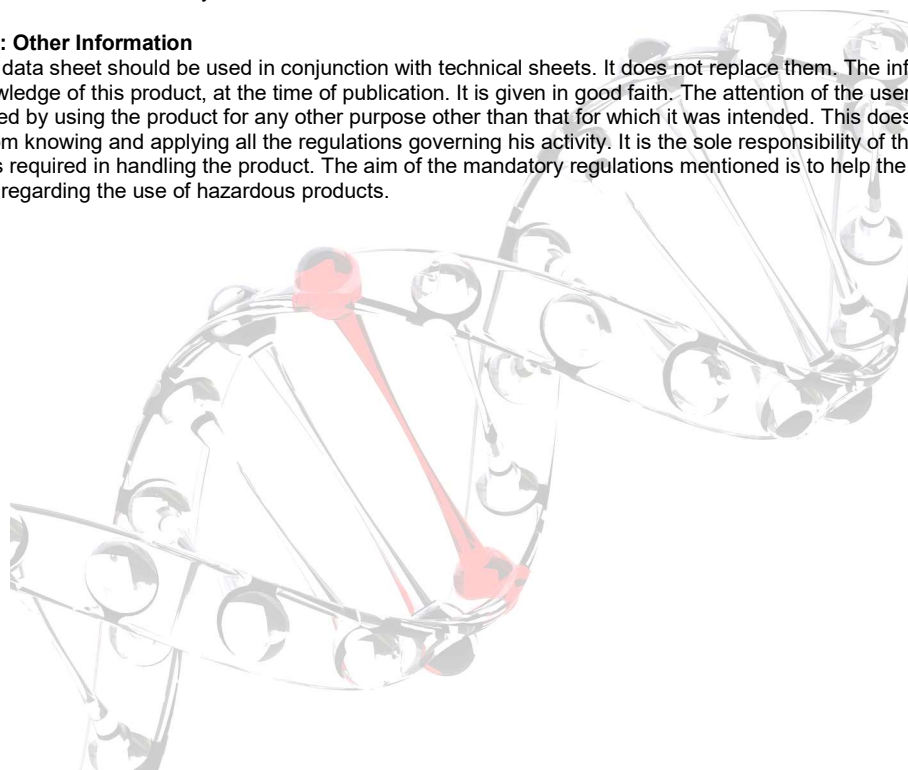 : Other Information
data sheet should be used in conjunction with technical sheets. It does not replace them. The
ledge of this product, at the time of publication. It is given in good faith. The attention of the user
ed by using the product for any other purpose other than that for which it was intended. This does
m knowing and applying all the regulations governing his activity. It is the sole responsibility of
s required in handling the product. The aim of the mandatory regulations mentioned is to help the
regarding the use of hazardous products.